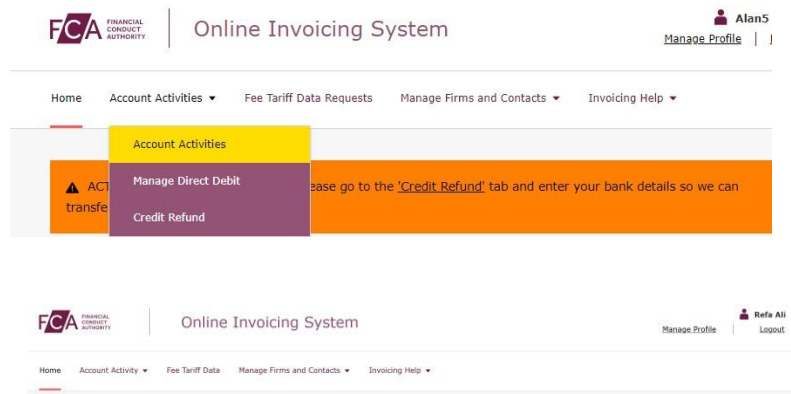 FCA FINANCIAL CONDUCT AUTHORITY Online Invoicing System Alan5
Manage Profile
Home Account Activities Fee Tariff Data Requests Manage Firms and Contacts Invoicing Help
Account Activities
Manage Direct Debit
Credit Refund
ease go to the 'Credit Refund' tab and enter your bank details so we can
FCA FINANCIAL CONDUCT AUTHORITY Online Invoicing System Refa Ali
Manage Profile Logout
Home Account Activity Fee Tariff Data Manage Firms and Contacts Invoicing Help